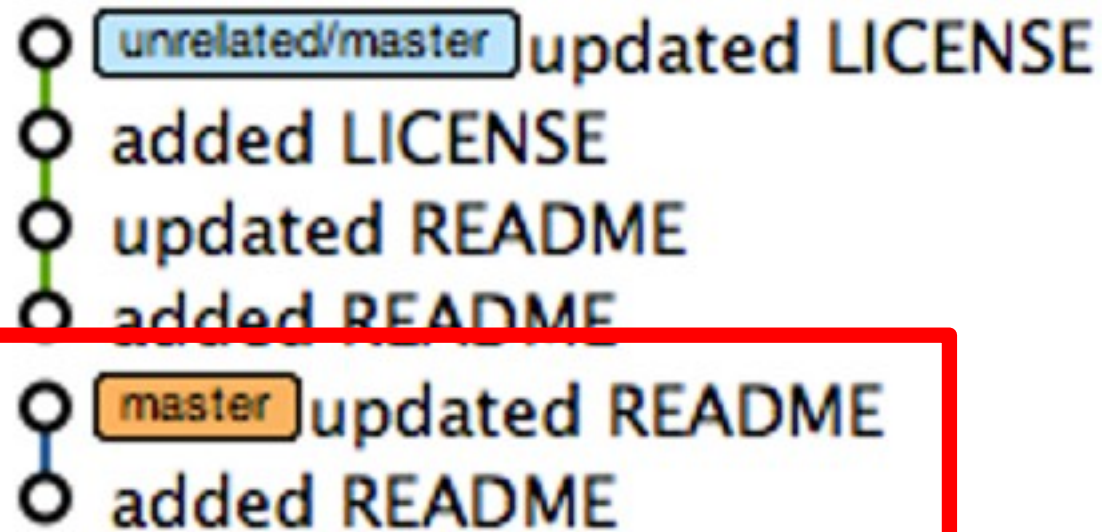 unrelated/master updated LICENSE
added LICENSE
updated README
added README
master updated README
added README